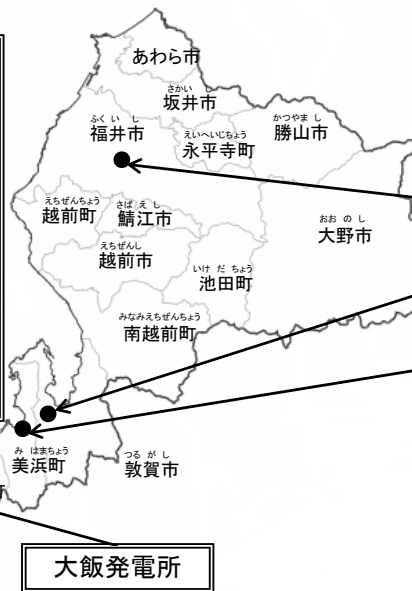 あわら市
さかい し
坂井市
ふく い し
福井市
えいへいじちょう
永平寺町
かつやま し
勝山市
えちぜんちょう
越前町
さば え し
鯖江市
おお の し
大野市
えちぜんし
越前市
いけ だ ちょう
池田町
みなみえちぜんちょう
南越前町
み はまちょう
美浜町
つる が し
敦賀市
大飯発電所